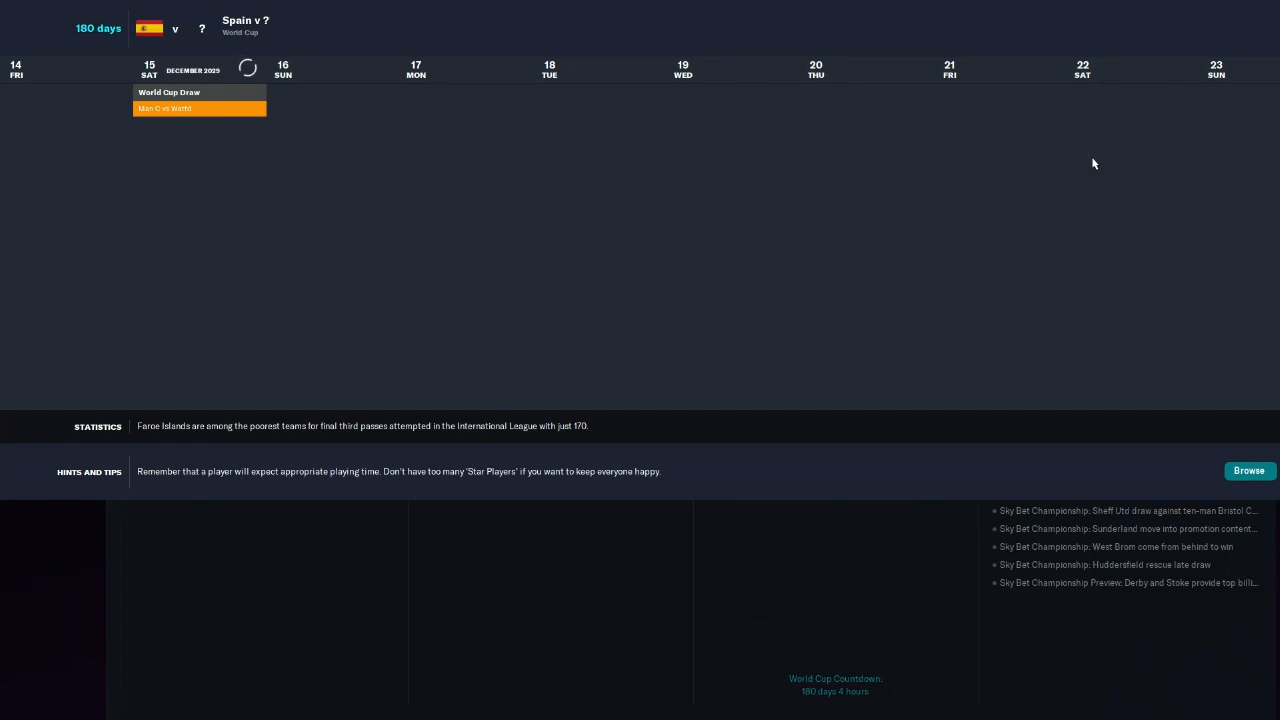 180 days
v
?
Spain v ?
World Cup
14
FRI
15
SAT
DECEMBER 2029
16
SUN
17
MON
18
TUE
19
WED
20
THU
21
FRI
22
SAT
23
SUN
World Cup Draw
Man C vs Watfd
STATISTICS
Faroe Islands are among the poorest teams for final third passes attempted in the International League with just 170.
HINTS AND TIPS
Remember that a player will expect appropriate playing time. Don't have too many 'Star Players' if you want to keep everyone happy.
Browse
Sky Bet Championship: Sheff Utd draw against ten-man Bristol C...
Sky Bet Championship: Sunderland move into promotion content...
Sky Bet Championship: West Brom come from behind to win
Sky Bet Championship: Huddersfield rescue late draw
Sky Bet Championship Preview: Derby and Stoke provide top billi...
World Cup Countdown:
180 days 4 hours